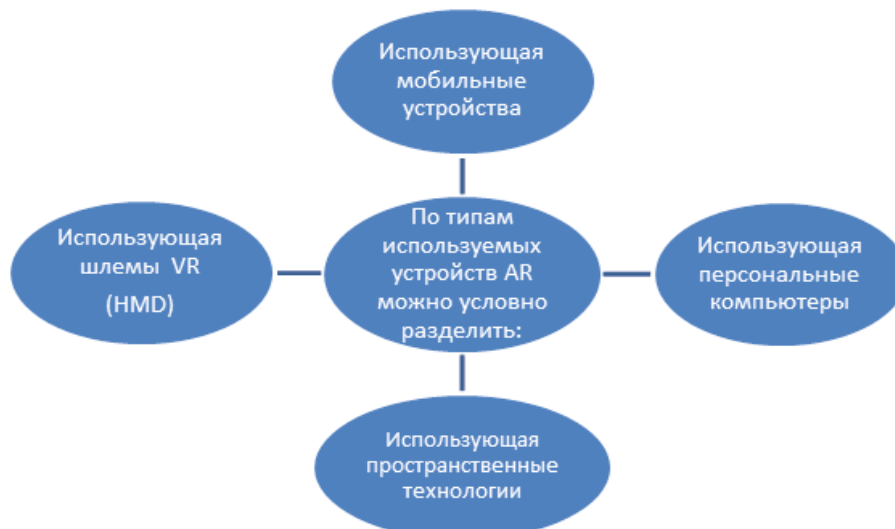 Использующая
мобильные
устройства
Использующая
шлемы VR
(HMD)
По типам
используемых
устройств AR
можно условно
разделить:
Использующая
персональные
компьютеры
Использующая
пространственные
технологии